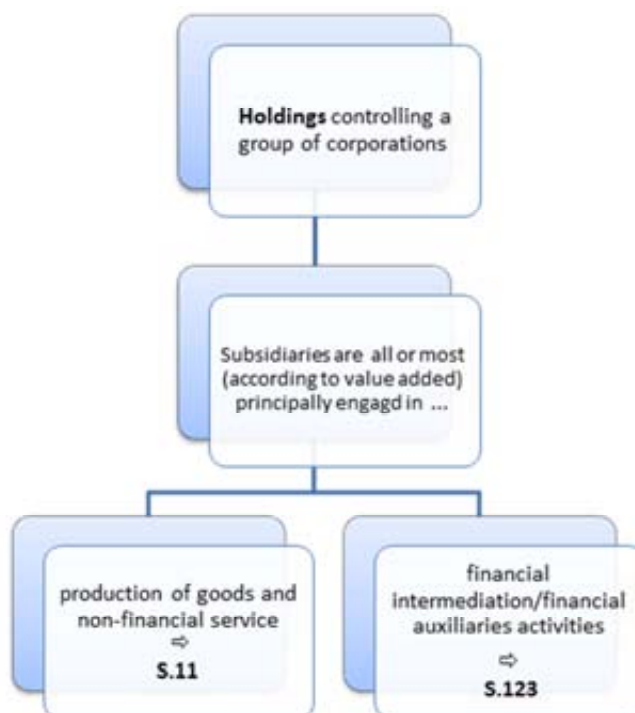 Holdings controlling a
group of corporations
Subsidiaries are all or most
(according to value added)
principally engagd in ...
production of goods and
non-financial service
⇨
S.11
financial
intermediation/financial
auxiliaries activities
⇨
S.123